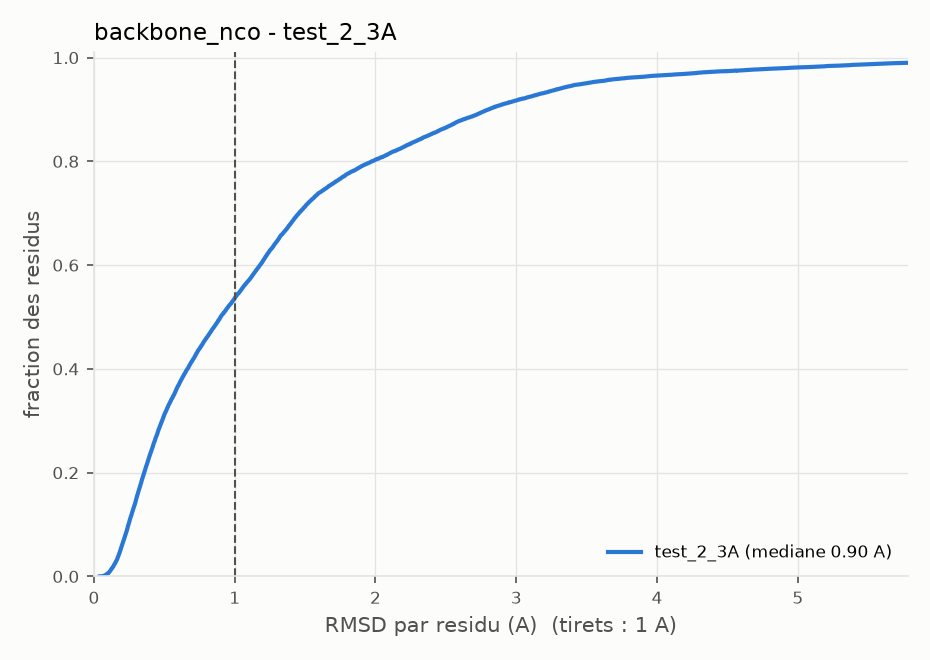 backbone_nco - test_2_3A
1.0
0.8
0.6
0.4
0.2
0.0
fraction des residus
test_2_3A (mediane 0.90 A)
0 1 2 3 4 5
RMSD par residu (A)  (tirets : 1 A)